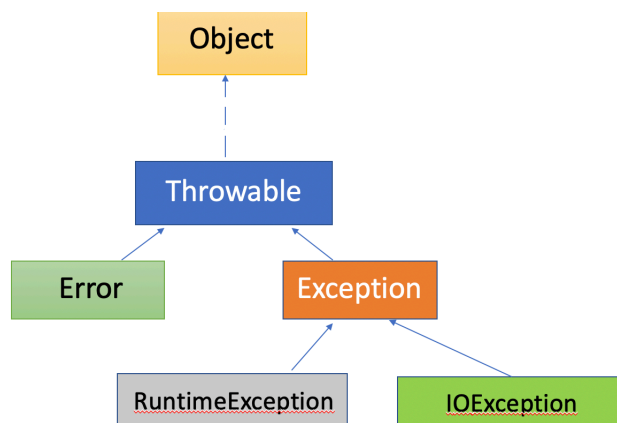 Object
Throwable
Error
Exception
RuntimeException
IOException